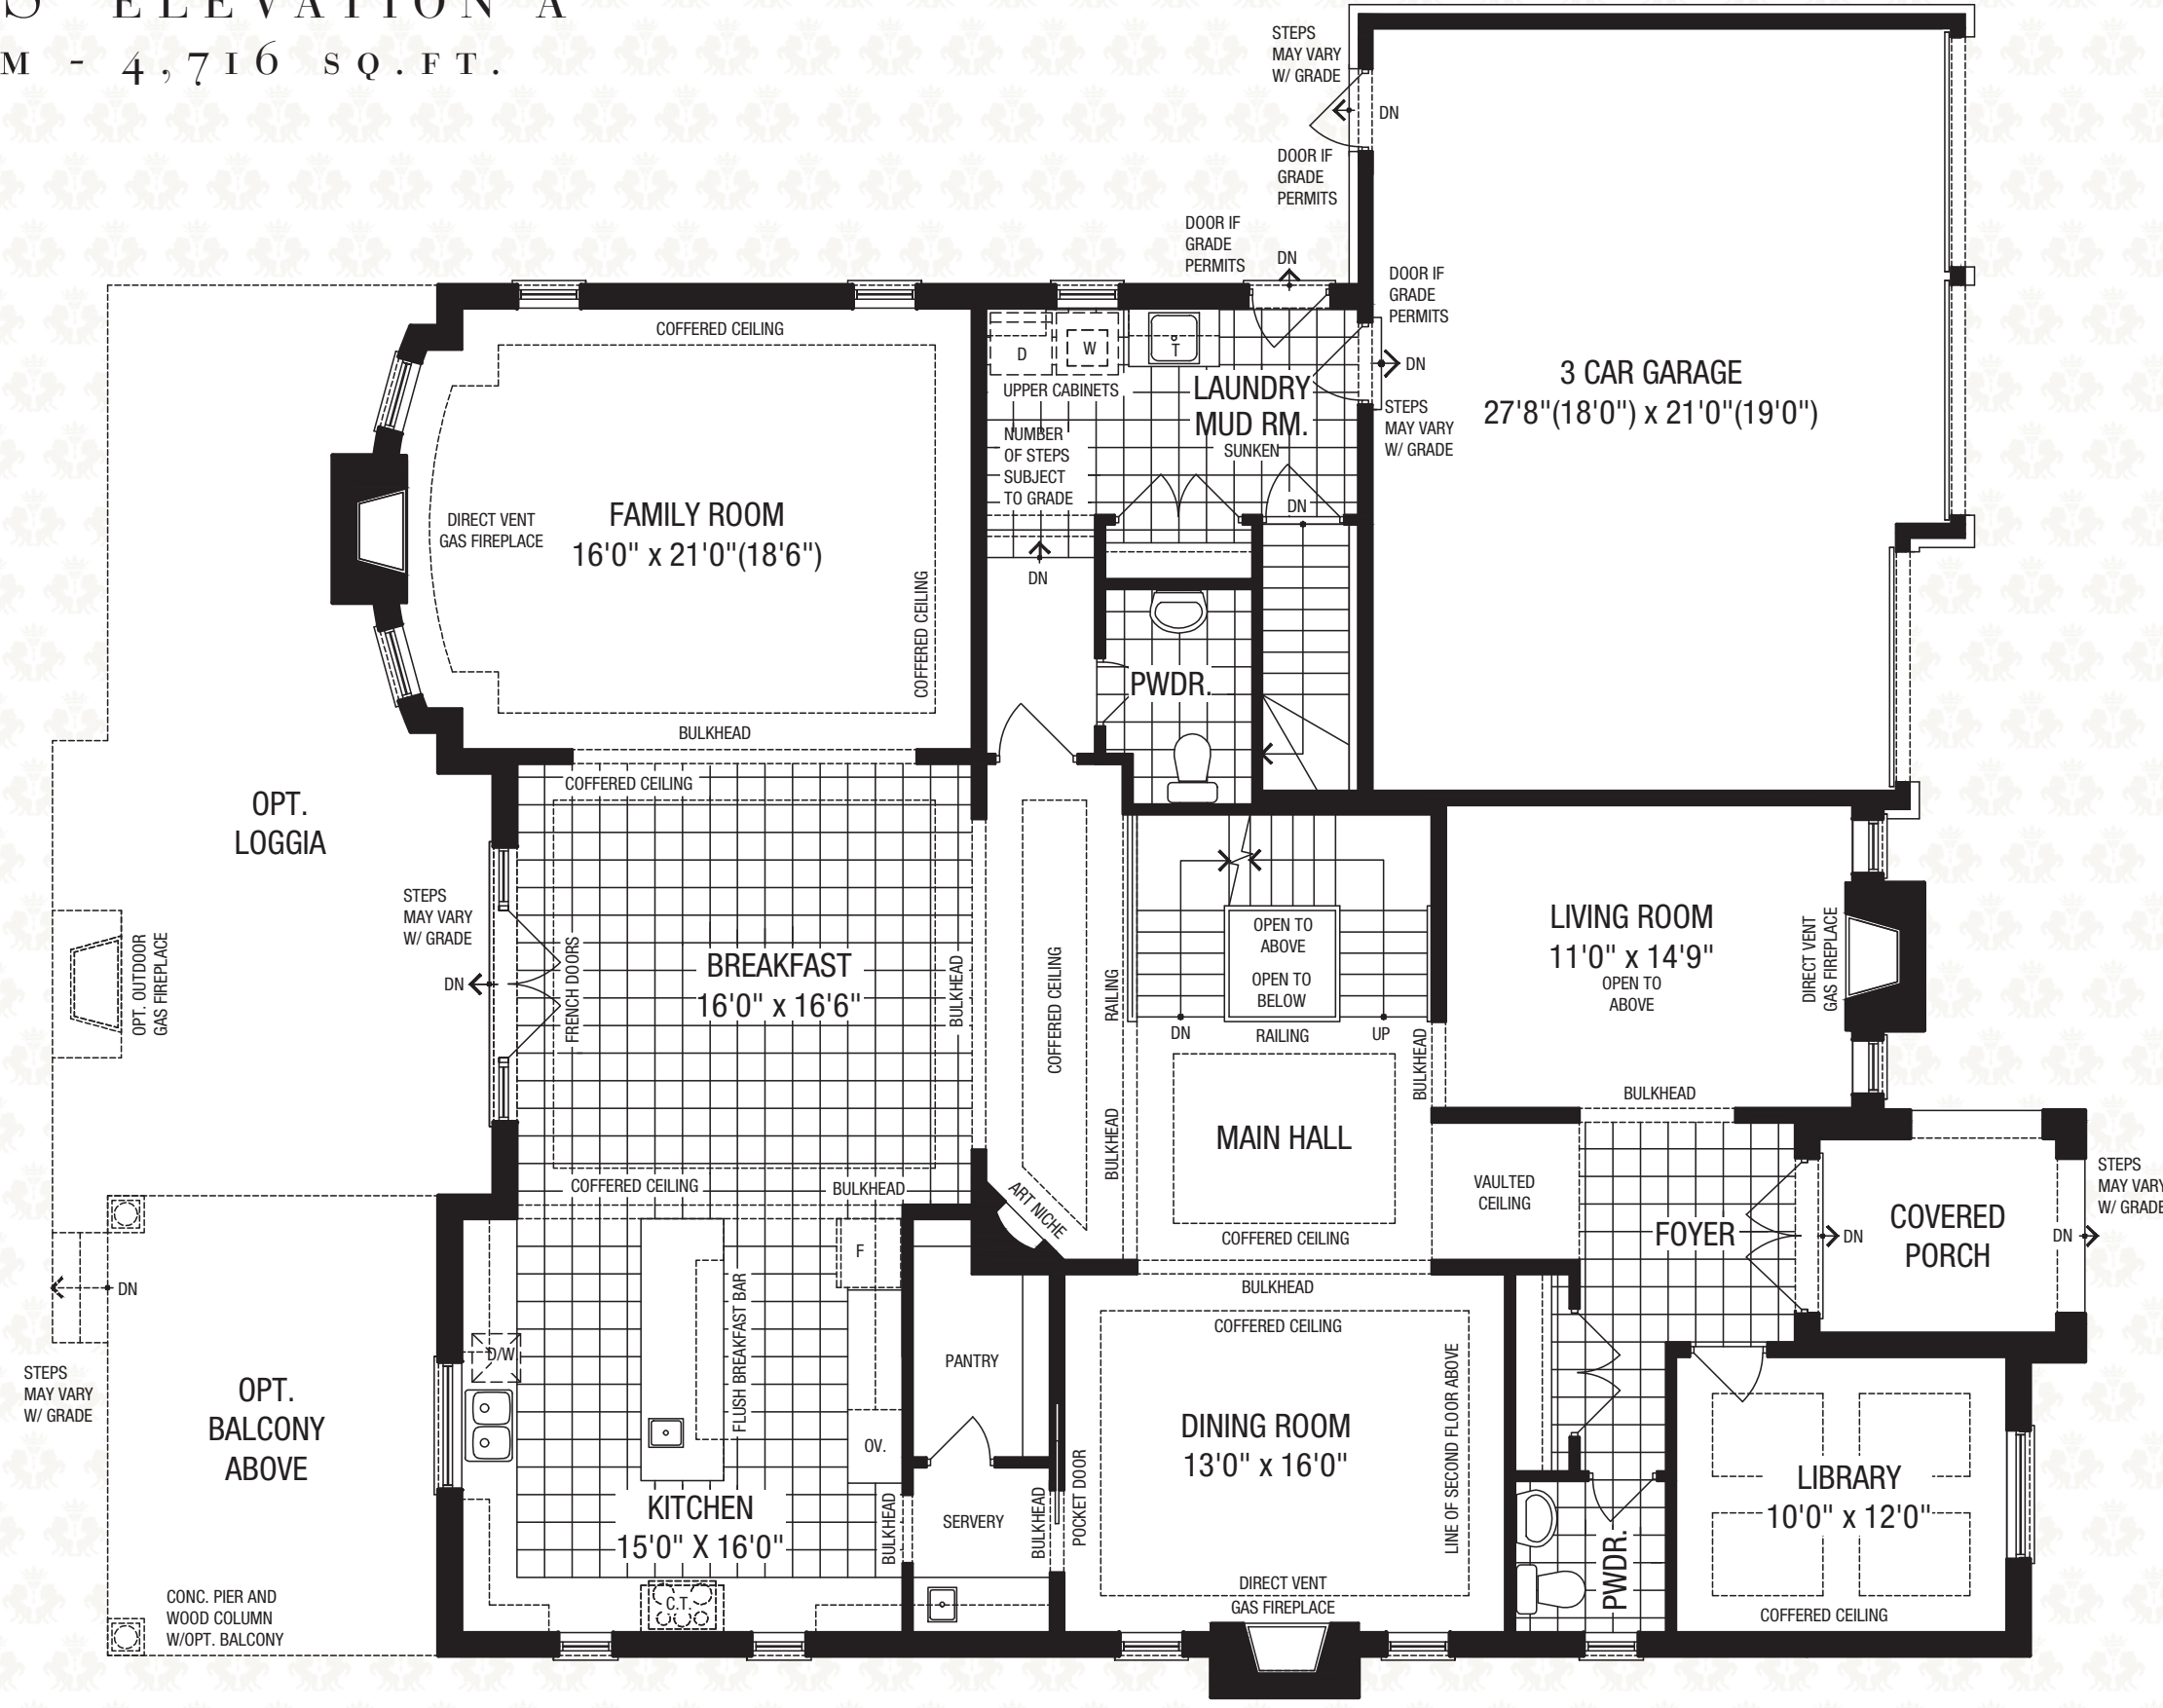 S ELEVATION A
M - 4,716 SQ.FT.
STEPS
MAY VARY
W/ GRADE
DN
DOOR IF
GRADE
PERMITS
DOOR IF
GRADE
PERMITS
DN
DOOR IF
GRADE
PERMITS
DN
STEPS
MAY VARY
W/ GRADE
3 CAR GARAGE
27'8"(18'0") x 21'0"(19'0")
COFFERED CEILING
DIRECT VENT
GAS FIREPLACE
FAMILY ROOM
16'0" x 21'0"(18'6")
COFFERED CEILING
BULKHEAD
D
W
T
UPPER CABINETS
LAUNDRY
MUD RM.
SUNKEN
NUMBER
OF STEPS
SUBJECT
TO GRADE
DN
DN
PWDR.
OPT.
LOGGIA
STEPS
MAY VARY
W/ GRADE
DN
OPT. OUTDOOR
GAS FIREPLACE
COFFERED CEILING
FRENCH DOORS
BREAKFAST
16'0" x 16'6"
BULKHEAD
COFFERED CEILING
RAILING
BULKHEAD
COFFERED CEILING
BULKHEAD
ART NICHE
OPEN TO
ABOVE
OPEN TO
BELOW
DN
RAILING
UP
BULKHEAD
MAIN HALL
COFFERED CEILING
VAULTED
CEILING
LIVING ROOM
11'0" x 14'9"
OPEN TO
ABOVE
DIRECT VENT
GAS FIREPLACE
BULKHEAD
FOYER
DN
COVERED
PORCH
DN
STEPS
MAY VARY
W/ GRADE
DN
STEPS
MAY VARY
W/ GRADE
OPT.
BALCONY
ABOVE
CONC. PIER AND
WOOD COLUMN
W/OPT. BALCONY
D/W
F
FLUSH BREAKFAST BAR
OV.
KITCHEN
15'0" X 16'0"
C.T.
BULKHEAD
PANTRY
SERVERY
BULKHEAD
POCKET DOOR
BULKHEAD
COFFERED CEILING
DINING ROOM
13'0" x 16'0"
LINE OF SECOND FLOOR ABOVE
DIRECT VENT
GAS FIREPLACE
PWDR.
LIBRARY
10'0" x 12'0"
COFFERED CEILING